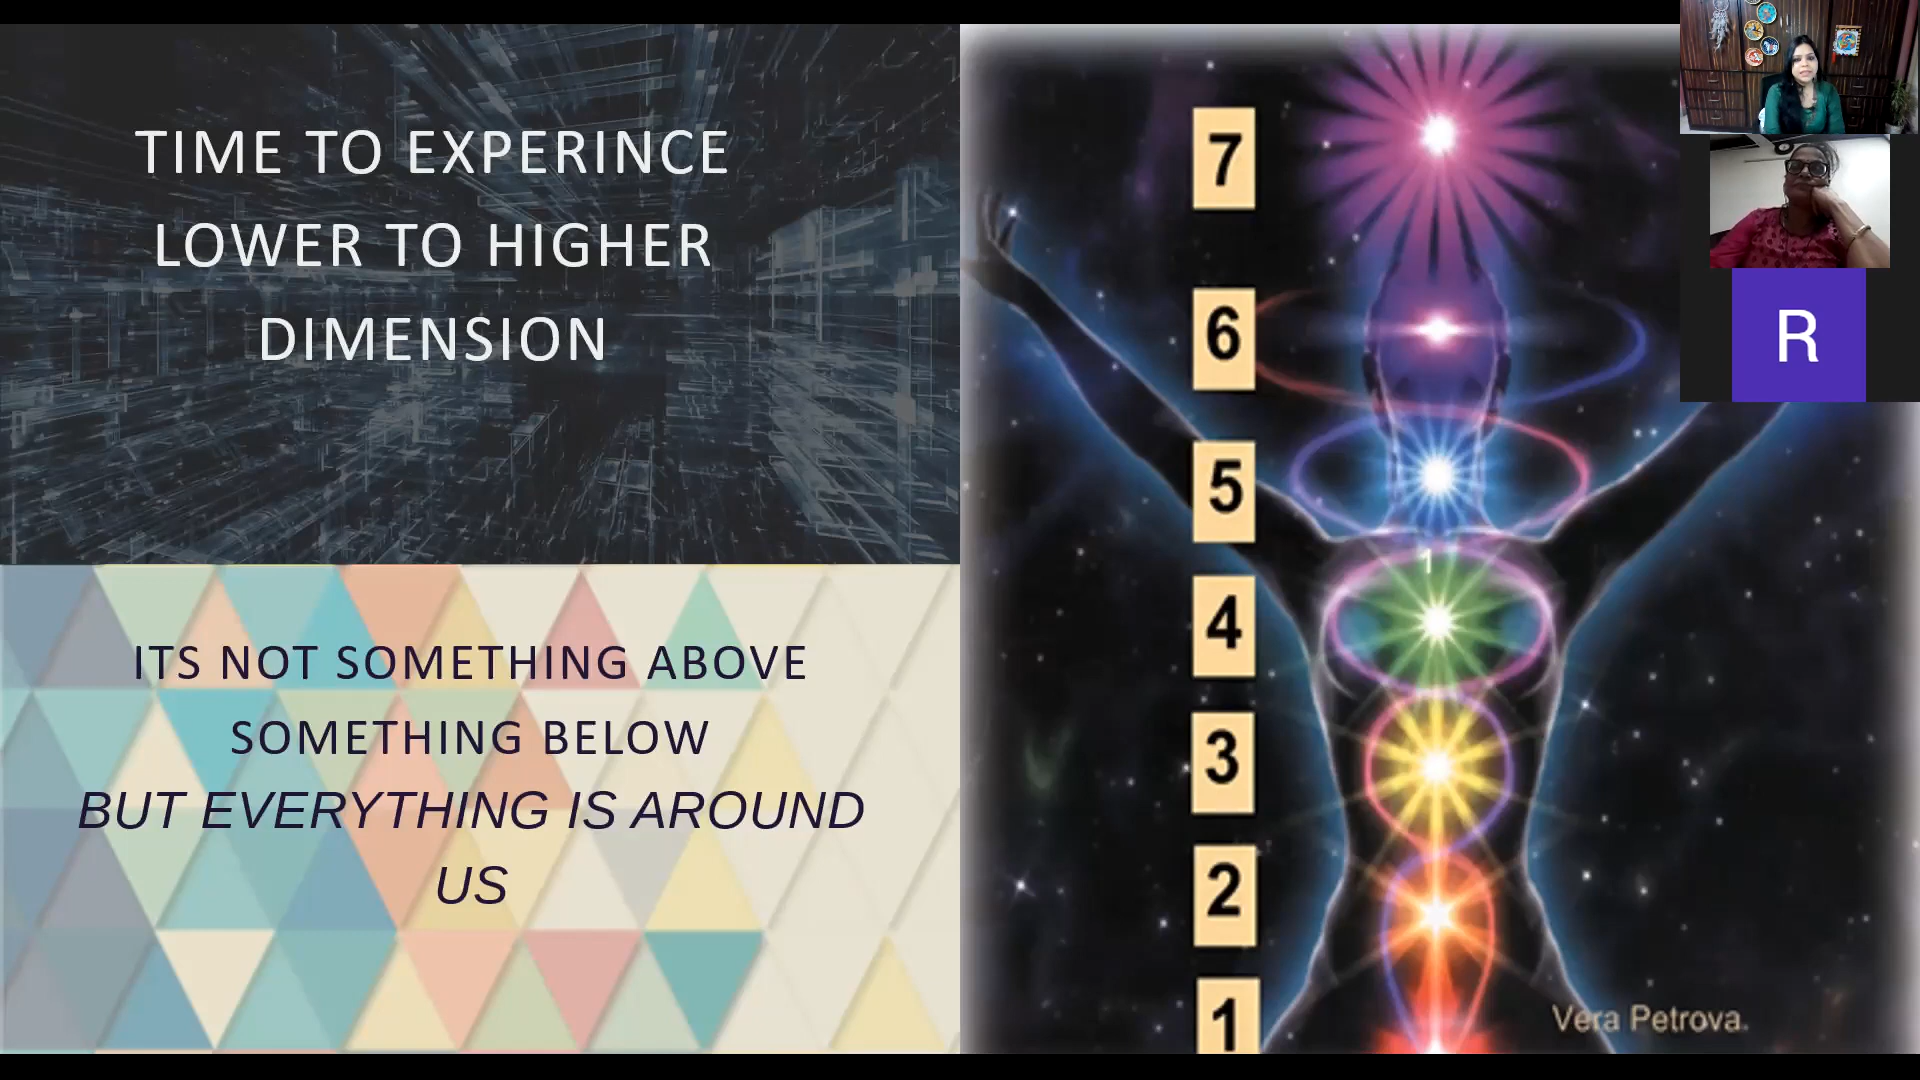 TIME TO EXPERINCE
LOWER TO HIGHER
DIMENSION
ITS NOT SOMETHING ABOVE
SOMETHING BELOW
BUT EVERYTHING IS AROUND
US
7
6
5
1
4
3
2
1
Vera Petrova
R